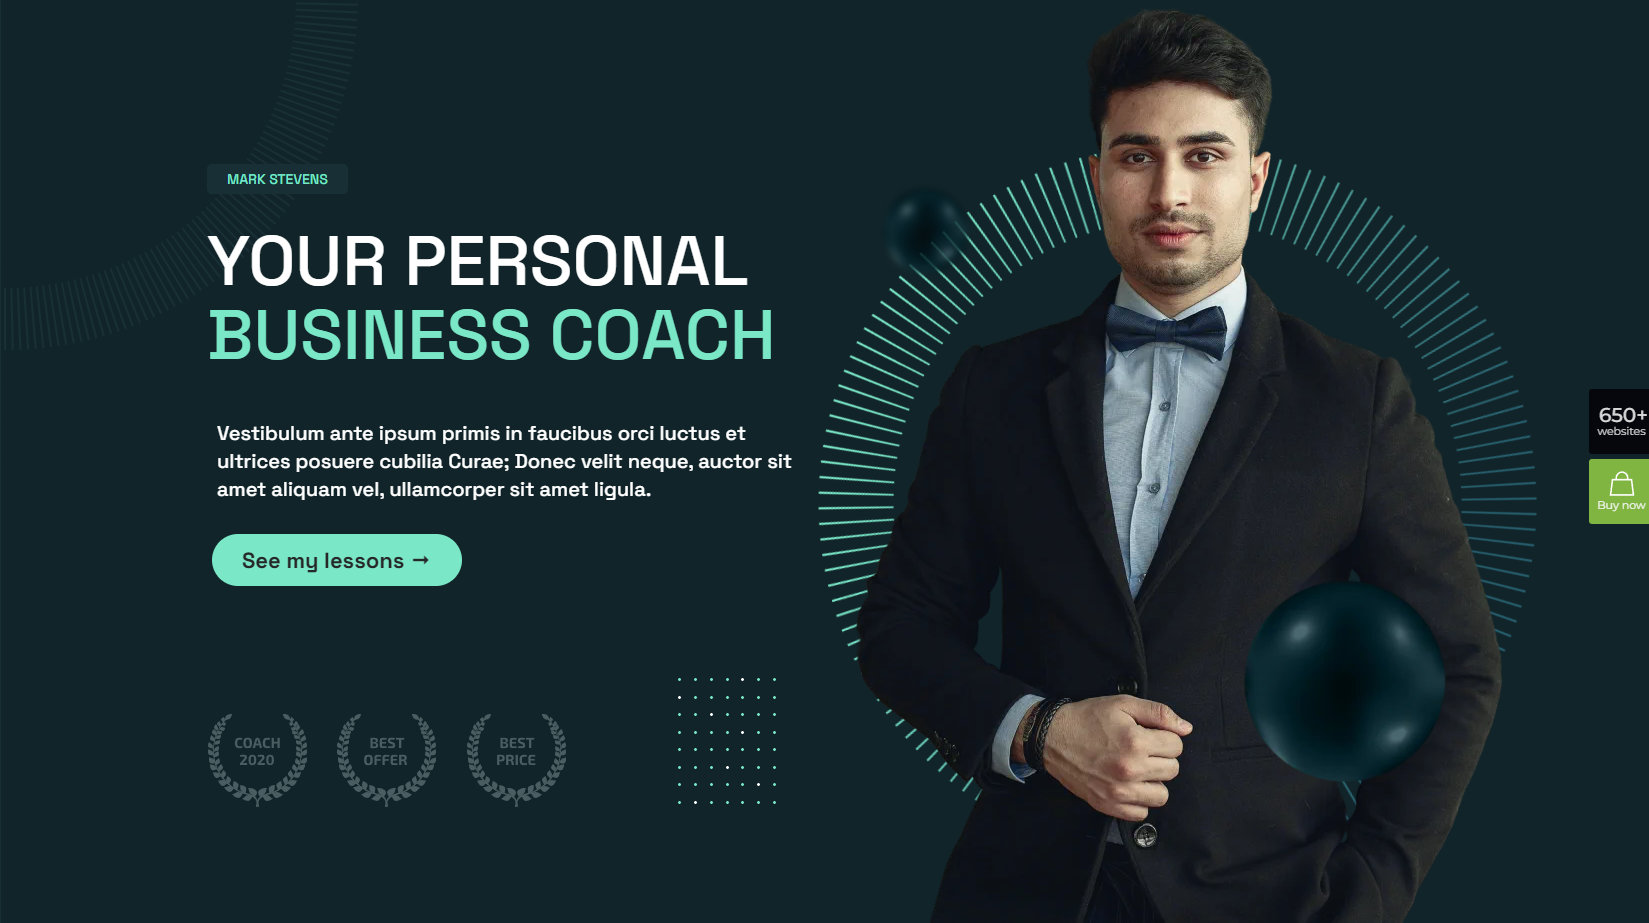 MARK STEVENS
YOUR PERSONAL
BUSINESS COACH
Vestibulum ante ipsum primis in faucibus orci luctus et
ultrices posuere cubilia Curae; Donec velit neque, auctor sit
amet aliquam vel, ullamcorper sit amet ligula.
See my lessons →
COACH
2020
BEST
OFFER
BEST
PRICE
650+
websites
Buy now